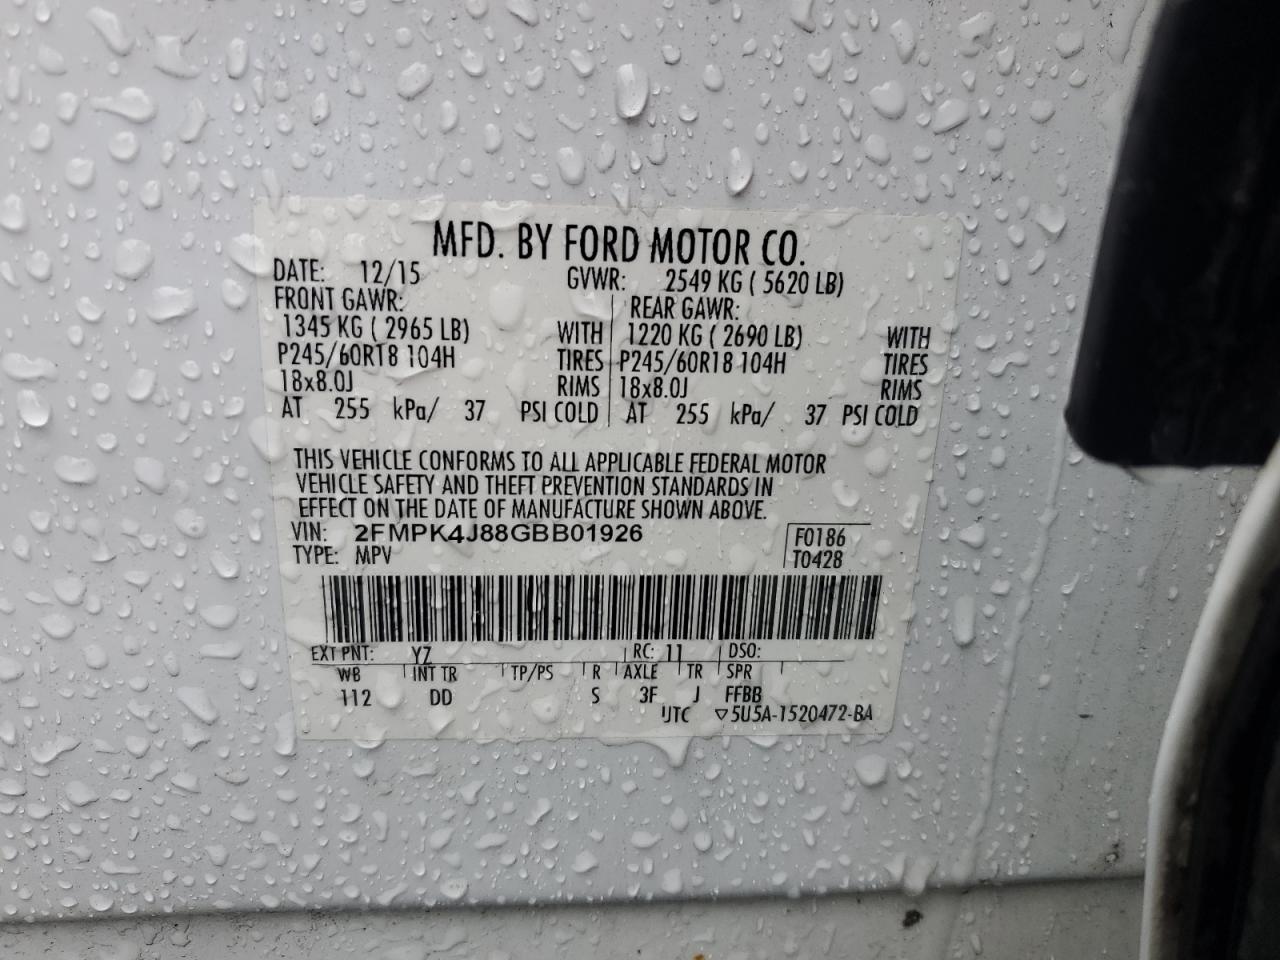 MFD. BY FORD MOTOR CO.
DATE: 12/15 GVWR: 2549 KG ( 5620 LB)
FRONT GAWR: REAR GAWR:
1345 KG ( 2965 LB) WITH 1220 KG ( 2690 LB) WITH
P245/60R18 104H TIRES P245/60R18 104H TIRES
18x8.0J RIMS 18x8.0J RIMS
AT 255 kPa/ 37 PSI COLD AT 255 kPa/ 37 PSI COLD
THIS VEHICLE CONFORMS TO ALL APPLICABLE FEDERAL MOTOR
VEHICLE SAFETY AND THEFT PREVENTION STANDARDS IN
EFFECT ON THE DATE OF MANUFACTURE SHOWN ABOVE.
VIN: 2FMPK4J88GBB01926 F0186
TYPE: MPV T0428
EXT PNT: YZ RC: 11 DSO:
WB INT TR TP/PS R AXLE TR SPR
112 DD S 3F J FFBB
UTC ▽5U5A-1520472-BA